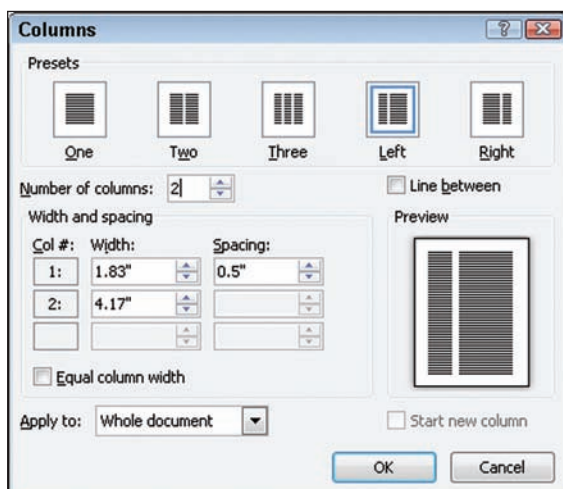 Columns
Presets
One Two Three Left Right
Number of columns: 2 Line between
Width and spacing Preview
Col #: Width: Spacing:
1: 1.83" 0.5"
2: 4.17"
Equal column width
Apply to: Whole document Start new column
OK Cancel